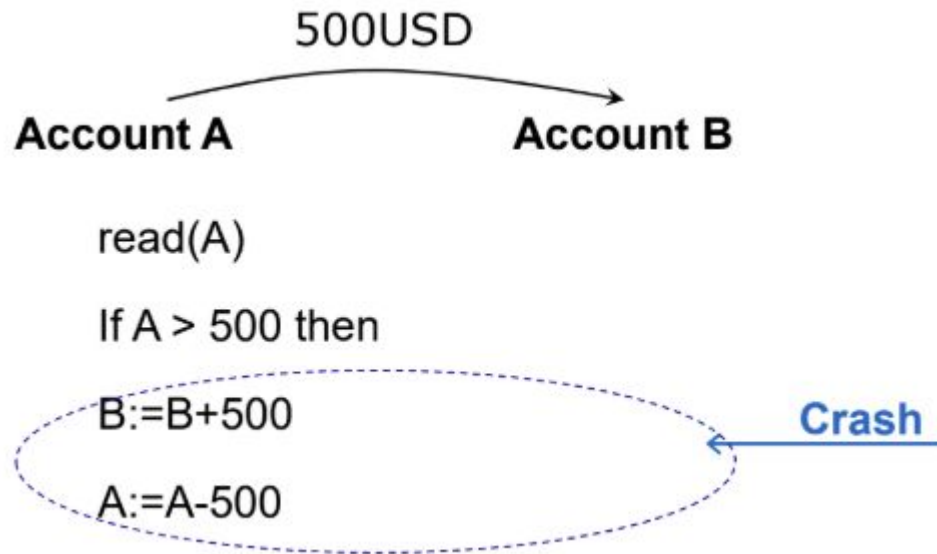 500USD
Account A Account B
read(A)
If A > 500 then
B:=B+500
Crash
A:=A-500